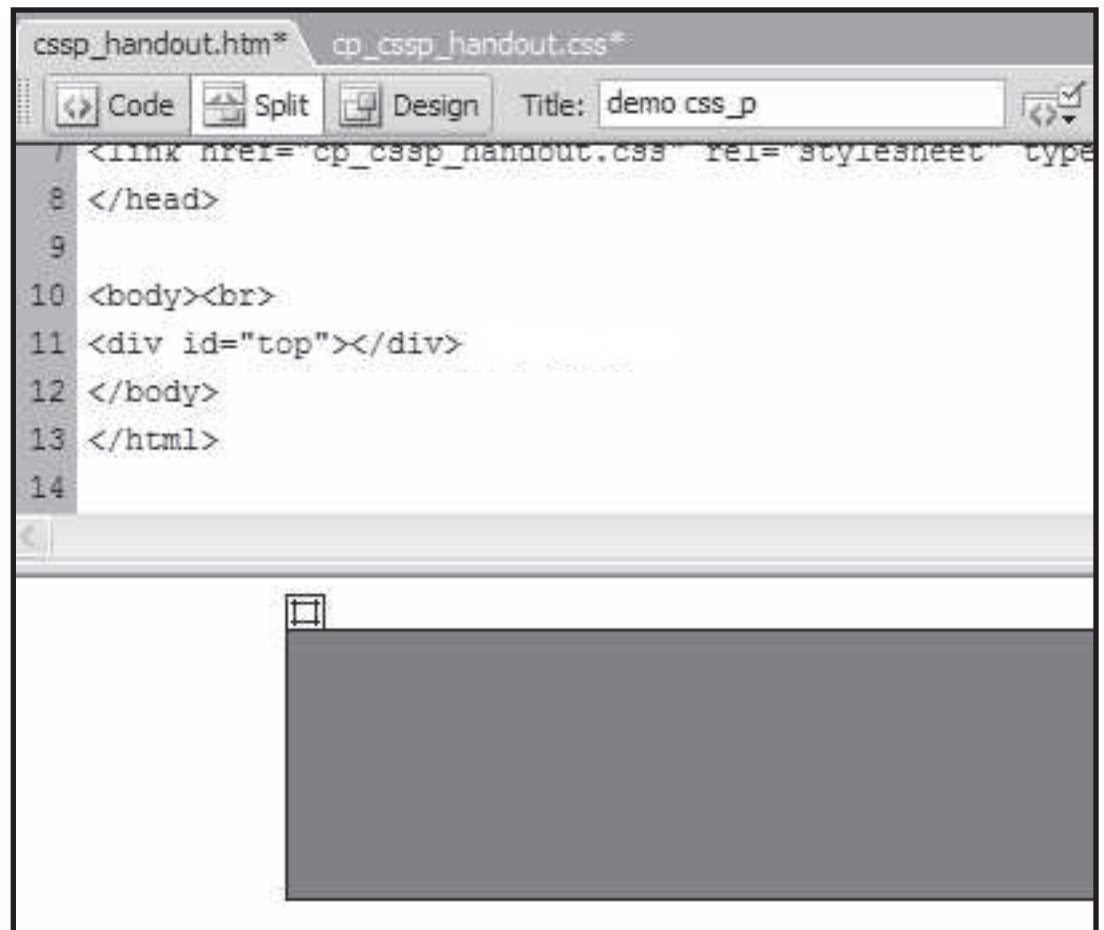 cssp_handout.htm* cp_cssp_handout.css*
Code Split Design Title: demo css_p
7 <link href="cp_cssp_handout.css" rel="stylesheet" type
8 </head>
9
10 <body><br>
11 <div id="top"></div>
12 </body>
13 </html>
14